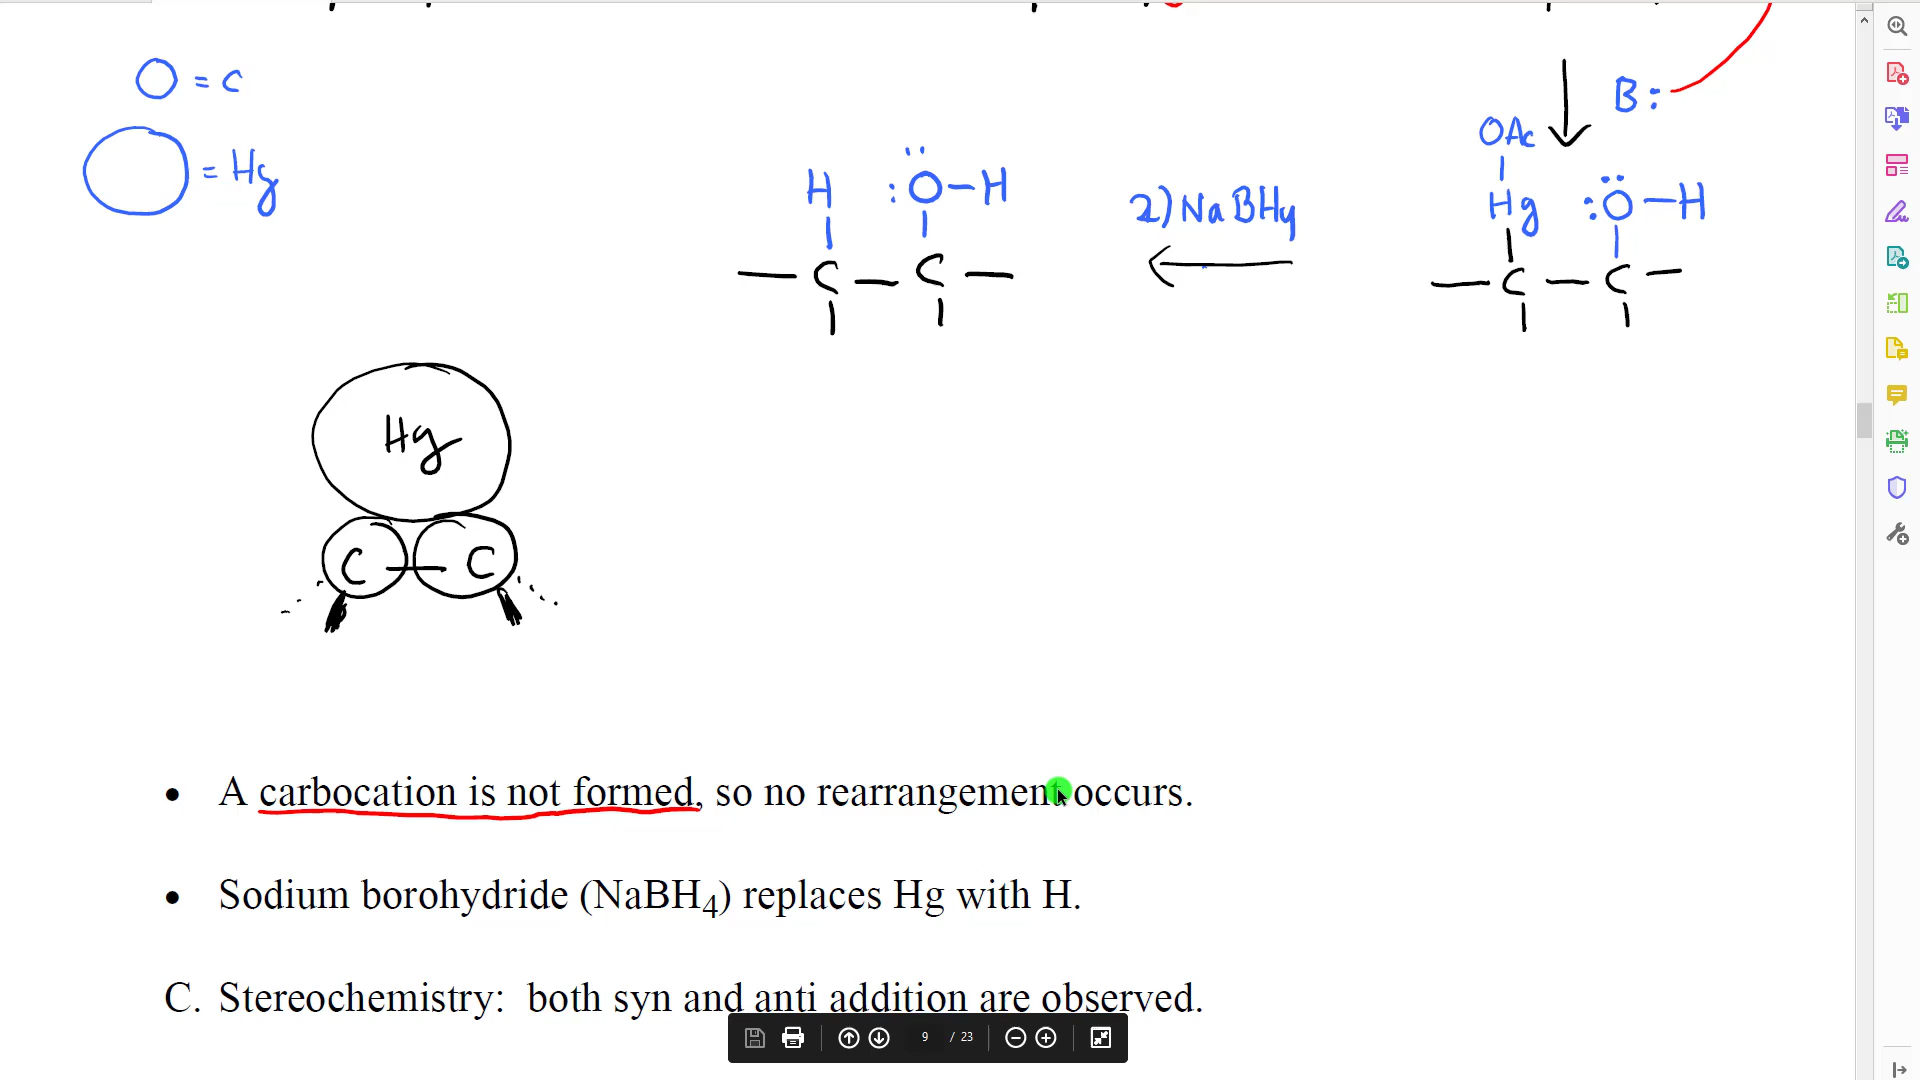 O = C
O = Hg
B:
OAc
H :O-H
2) NaBH4
Hg :O-H
— C — C —
— C — C —
Hg
C — C
• A carbocation is not formed, so no rearrangement occurs.
• Sodium borohydride (NaBH4) replaces Hg with H.
C. Stereochemistry: both syn and anti addition are observed.
9 / 23